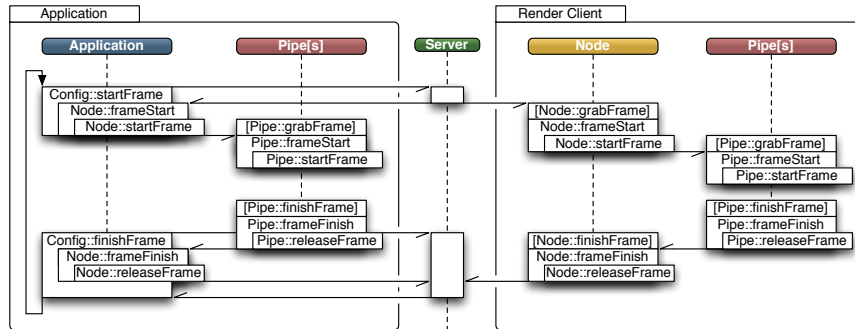 Application
Render Client
Application
Pipe[s]
Server
Node
Pipe[s]
Config::startFrame
Node::frameStart
Node::startFrame
[Pipe::grabFrame]
Pipe::frameStart
Pipe::startFrame
[Node::grabFrame]
Node::frameStart
Node::startFrame
[Pipe::grabFrame]
Pipe::frameStart
Pipe::startFrame
[Pipe::finishFrame]
Pipe::frameFinish
Pipe::releaseFrame
[Pipe::finishFrame]
Pipe::frameFinish
Pipe::releaseFrame
Config::finishFrame
Node::frameFinish
Node::releaseFrame
[Node::finishFrame]
Node::frameFinish
Node::releaseFrame